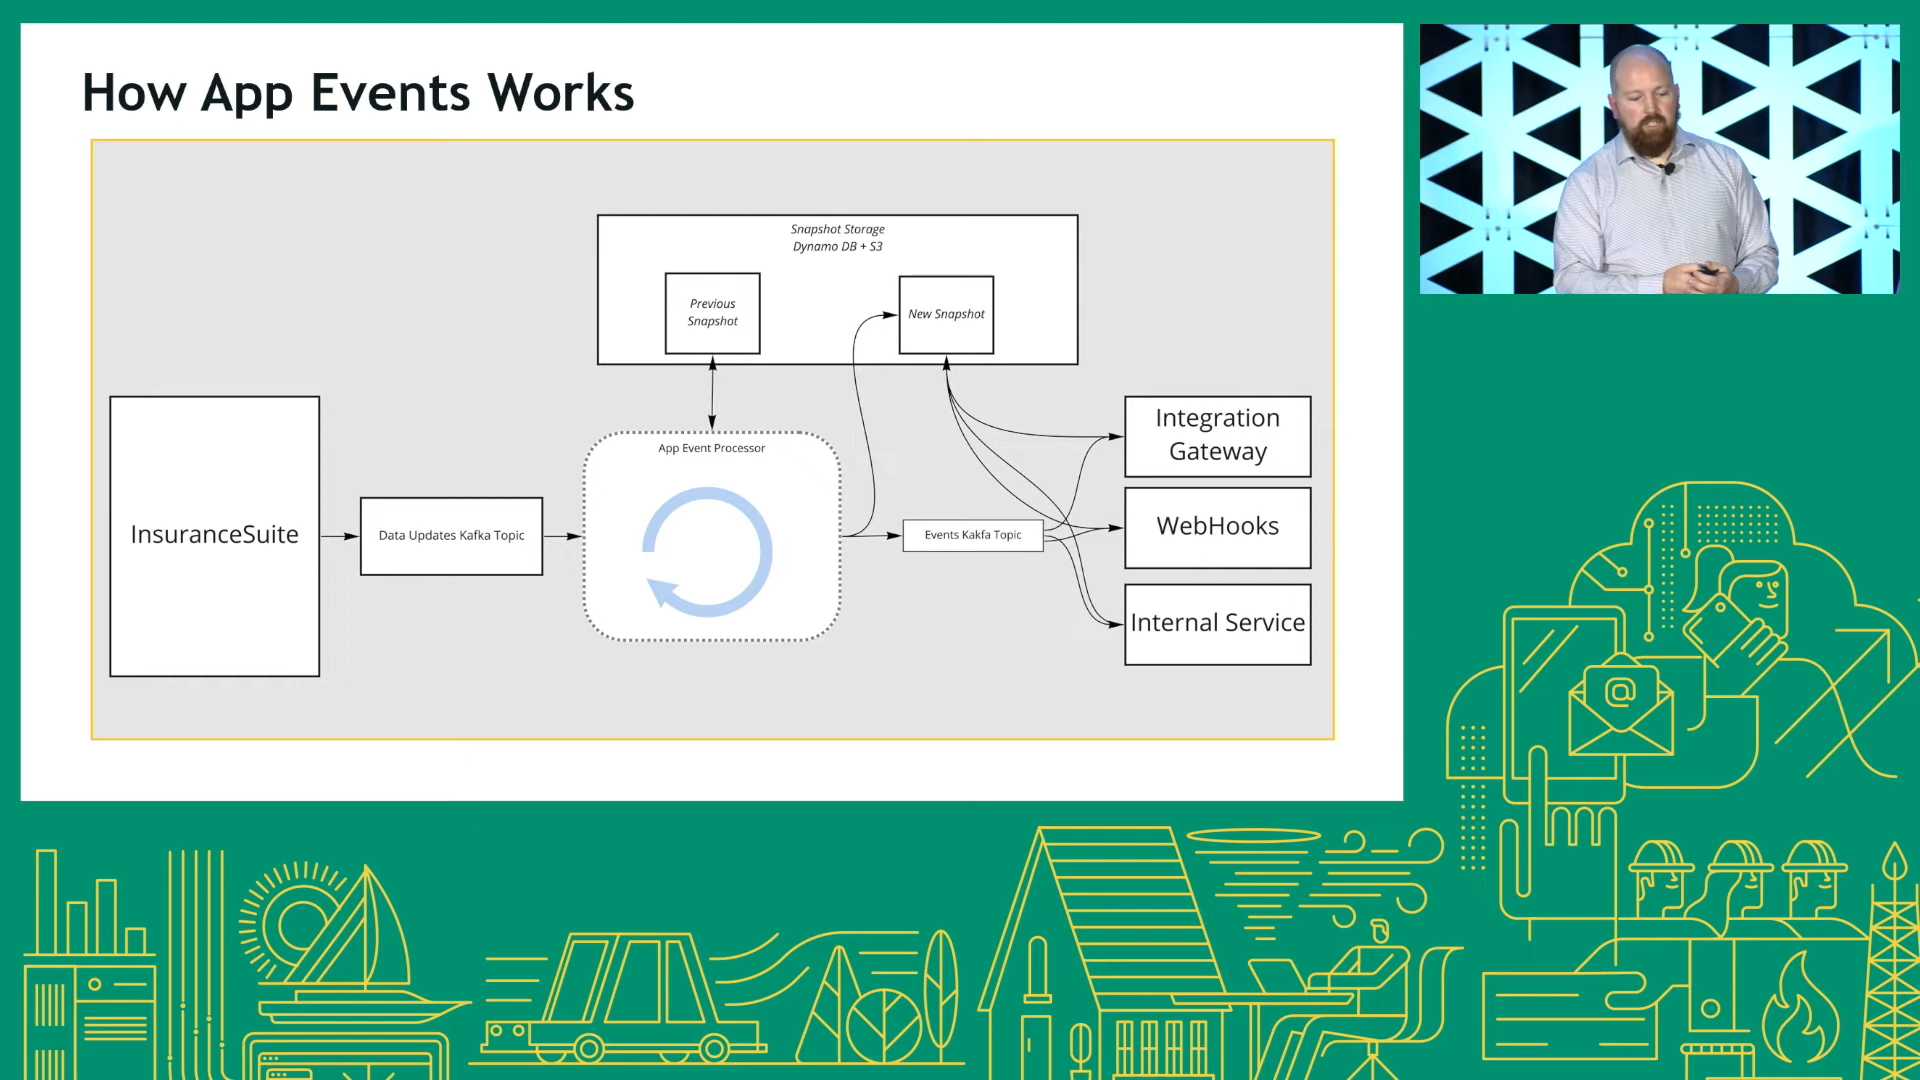 How App Events Works
Snapshot Storage
Dynamo DB + S3
Previous
Snapshot
New Snapshot
InsuranceSuite
Data Updates Kafka Topic
App Event Processor
Events Kakfa Topic
Integration
Gateway
WebHooks
Internal Service
@